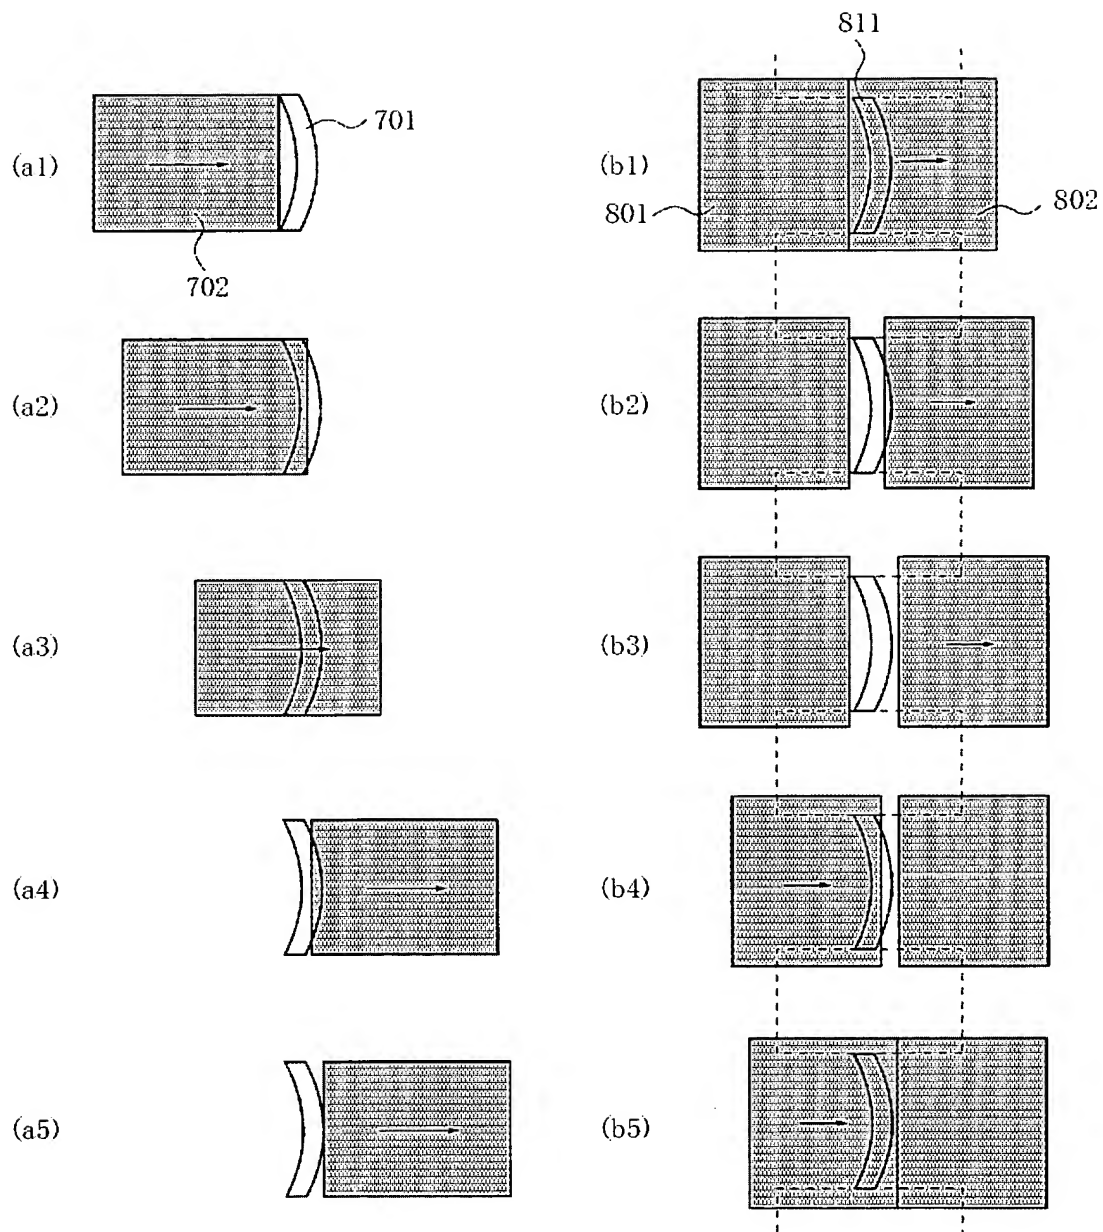 811
701
(a1)
(b1)
801
802
702
(a2)
(b2)
(a3)
(b3)
(a4)
(b4)
(a5)
(b5)